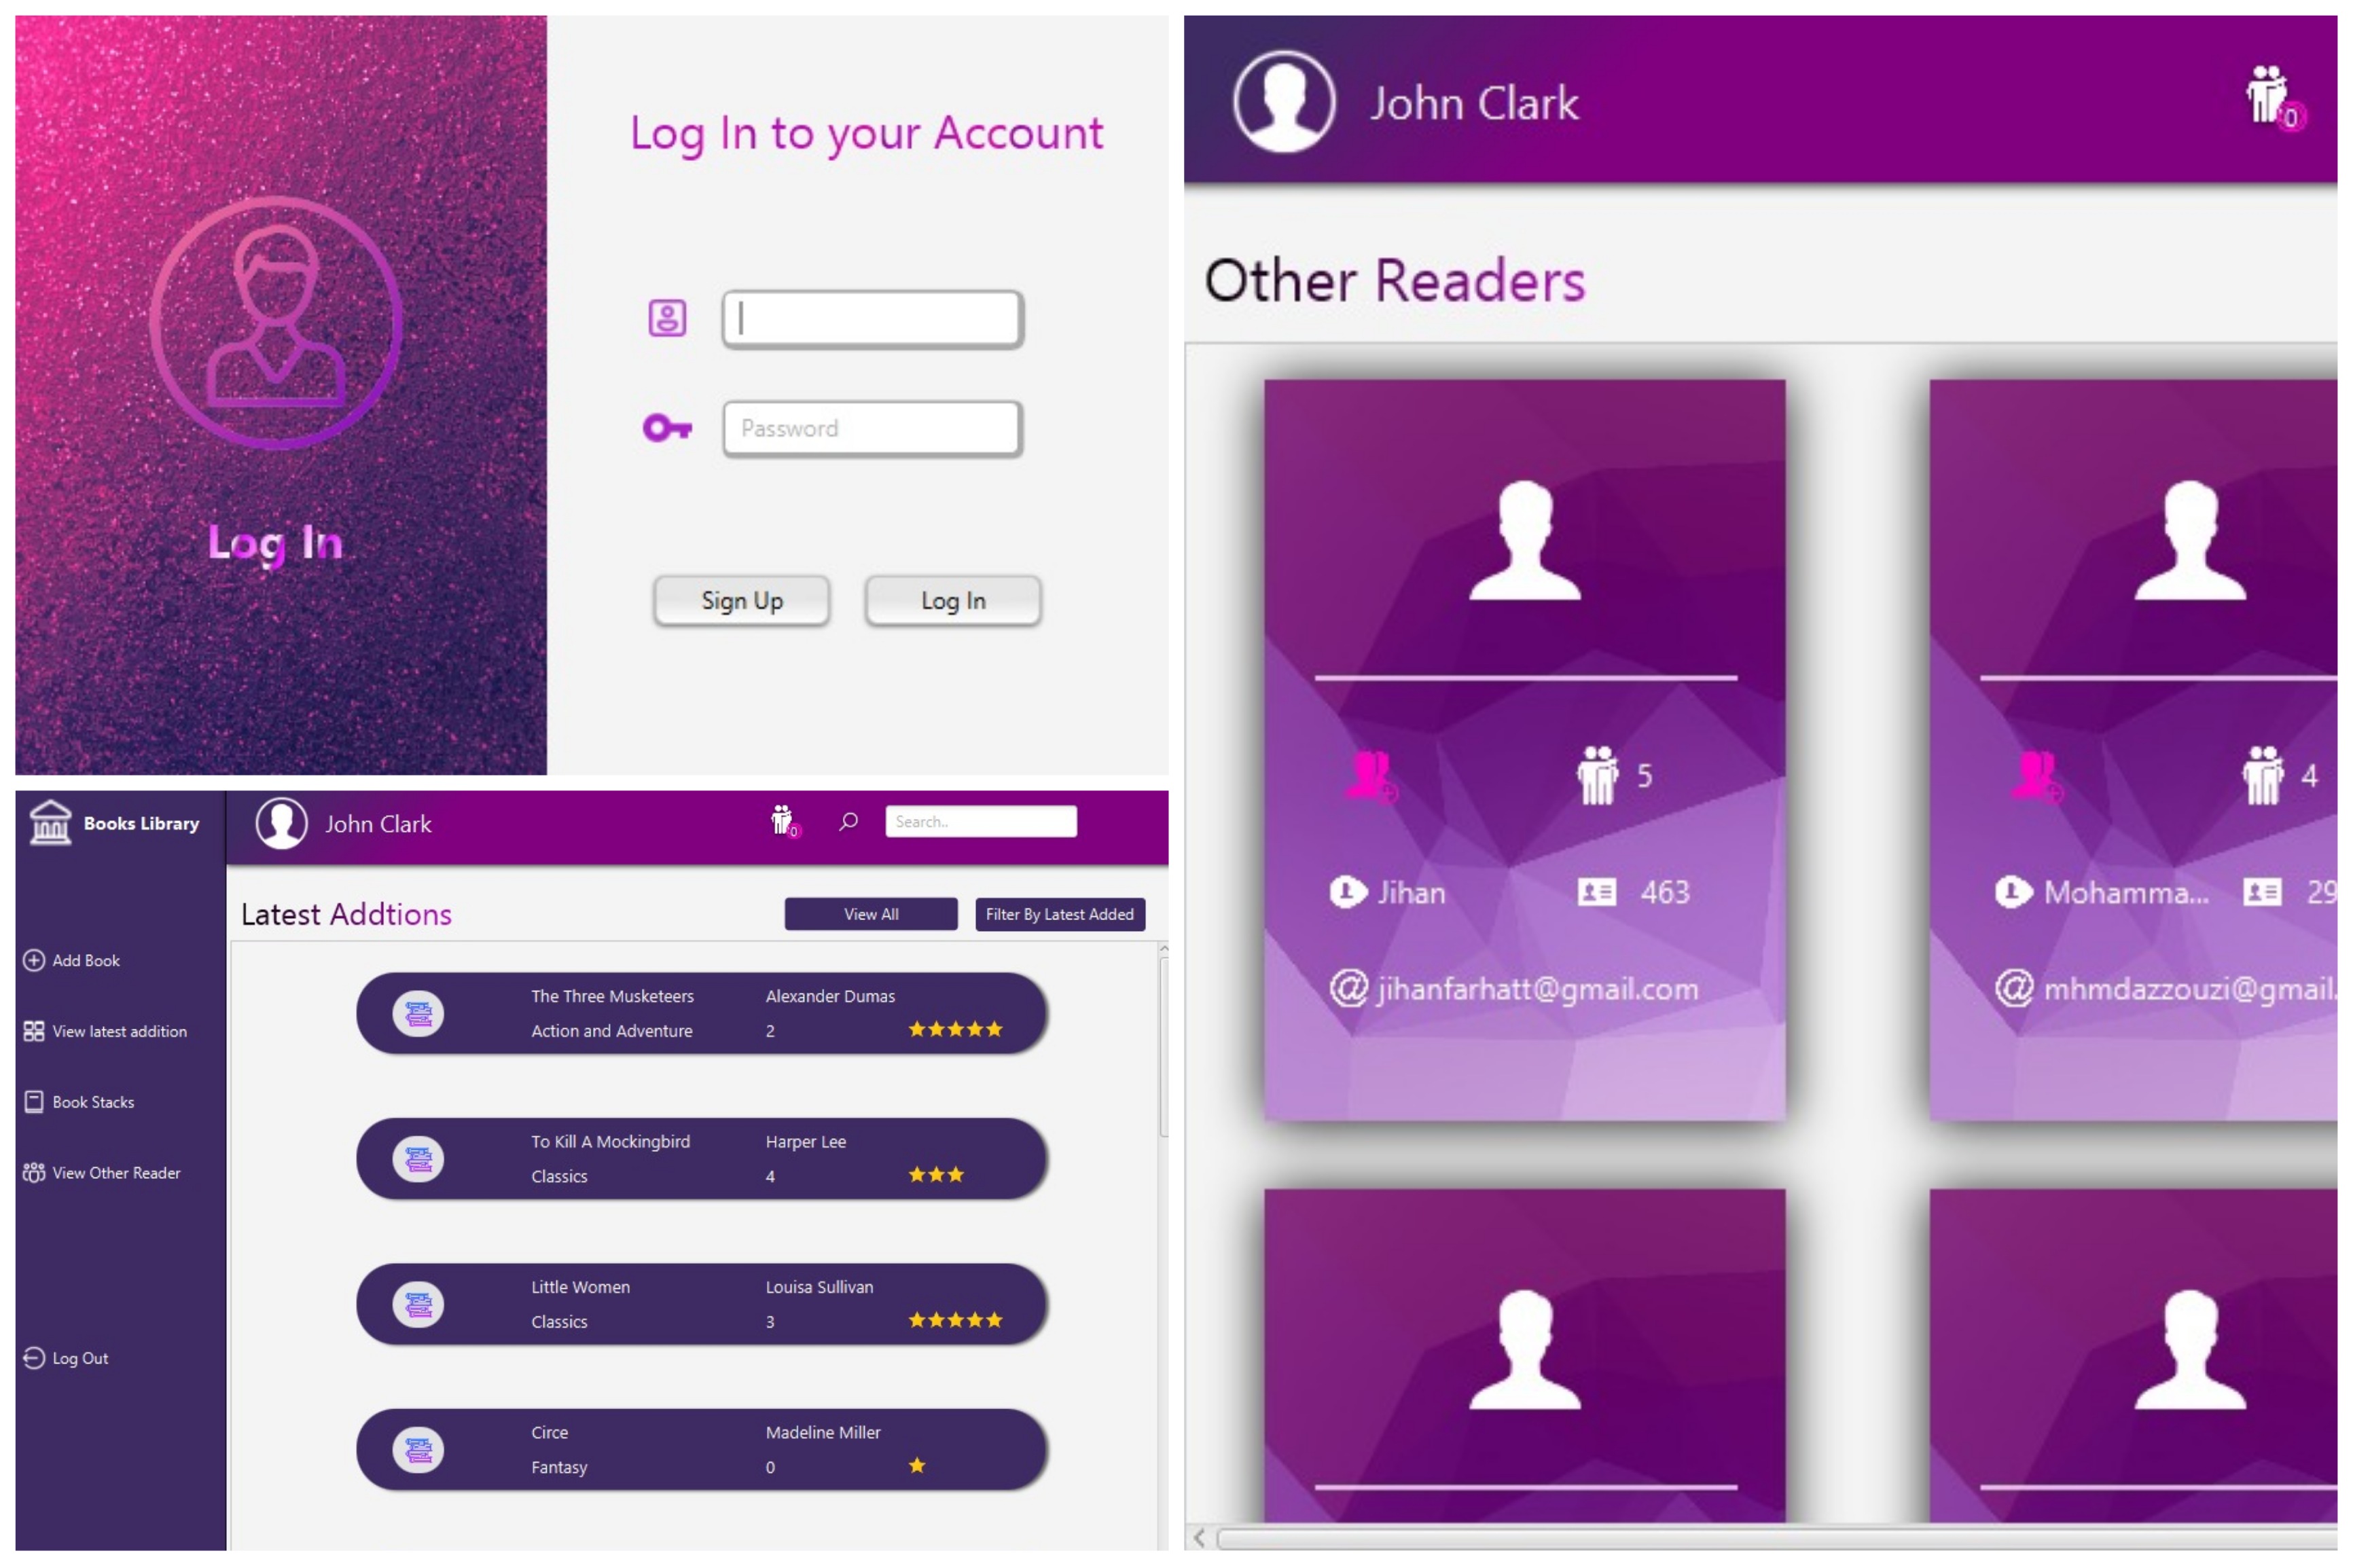 Log In to your Account
Password
Log In
Sign Up
Log In
Books Library
John Clark
0
Search..
Latest Addtions
View All
Filter By Latest Added
Add Book
View latest addition
Book Stacks
View Other Reader
Log Out
The Three Musketeers
Alexander Dumas
Action and Adventure
2
To Kill A Mockingbird
Harper Lee
Classics
4
Little Women
Louisa Sullivan
Classics
3
Circe
Madeline Miller
Fantasy
0
John Clark
0
Other Readers
5
Jihan
463
@ jihanfarhatt@gmail.com
4
Mohamma...
29
@ mhmdazzouzi@gmail.